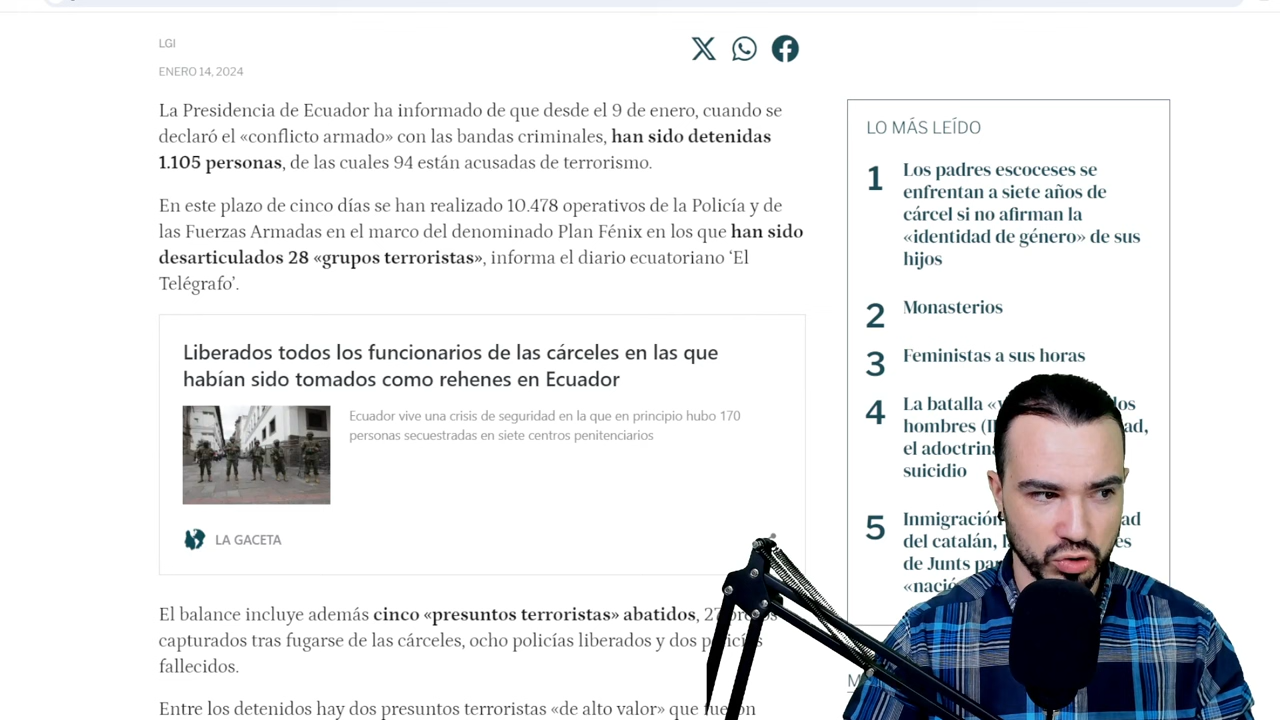 LGI
ENERO 14, 2024
La Presidencia de Ecuador ha informado de que desde el 9 de enero, cuando se
declaró el «conflicto armado» con las bandas criminales, han sido detenidas
1.105 personas, de las cuales 94 están acusadas de terrorismo.
En este plazo de cinco días se han realizado 10.478 operativos de la Policía y de
las Fuerzas Armadas en el marco del denominado Plan Fénix en los que han sido
desarticulados 28 «grupos terroristas», informa el diario ecuatoriano ‘El
Telégrafo’.
Liberados todos los funcionarios de las cárceles en las que
habían sido tomados como rehenes en Ecuador
Ecuador vive una crisis de seguridad en la que en principio hubo 170
personas secuestradas en siete centros penitenciarios
LA GACETA
El balance incluye además cinco «presuntos terroristas» abatidos,
capturados tras fugarse de las cárceles, ocho policías liberados y dos
fallecidos.
Entre los detenidos hay dos presuntos terroristas «de alto valor» que
LO MÁS LEÍDO
1 Los padres escoceses se
enfrentan a siete años de
cárcel si no afirman la
«identidad de género» de sus
hijos
2 Monasterios
3 Feministas a sus horas
4 La batalla
hombres
el
suicidio
5 Inmigración
del catalán,
de Junts